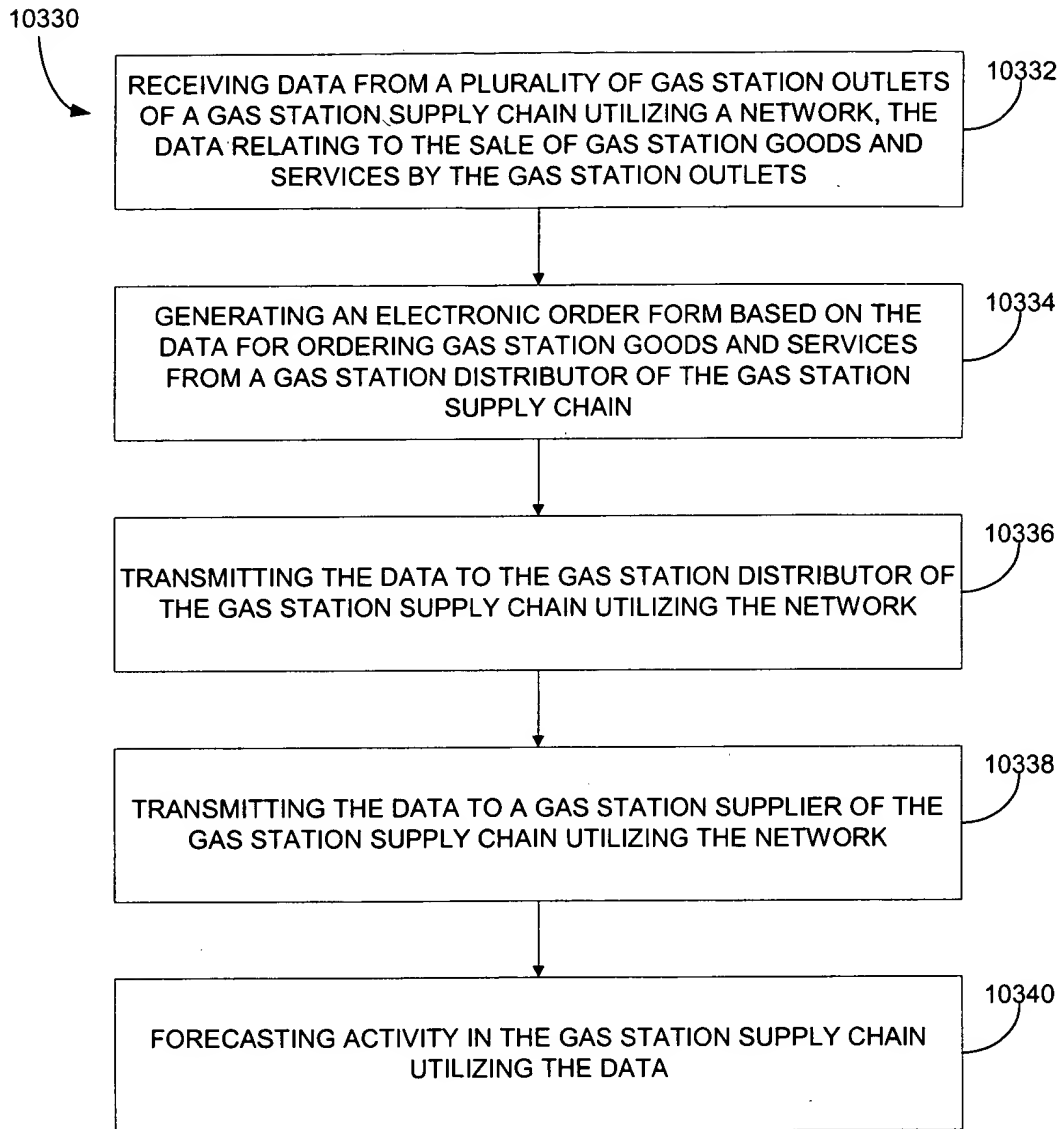 10330
10332
RECEIVING DATA FROM A PLURALITY OF GAS STATION OUTLETS
OF A GAS STATION SUPPLY CHAIN UTILIZING A NETWORK, THE
DATA RELATING TO THE SALE OF GAS STATION GOODS AND
SERVICES BY THE GAS STATION OUTLETS
10334
GENERATING AN ELECTRONIC ORDER FORM BASED ON THE
DATA FOR ORDERING GAS STATION GOODS AND SERVICES
FROM A GAS STATION DISTRIBUTOR OF THE GAS STATION
SUPPLY CHAIN
10336
TRANSMITTING THE DATA TO THE GAS STATION DISTRIBUTOR OF
THE GAS STATION SUPPLY CHAIN UTILIZING THE NETWORK
10338
TRANSMITTING THE DATA TO A GAS STATION SUPPLIER OF THE
GAS STATION SUPPLY CHAIN UTILIZING THE NETWORK
10340
FORECASTING ACTIVITY IN THE GAS STATION SUPPLY CHAIN
UTILIZING THE DATA